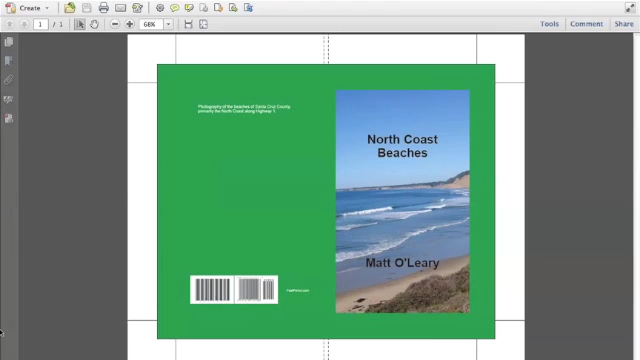 Create
1 / 1
68%
Tools
Comment
Share
Photography of the beaches of Santa Cruz County,
primarily the North Coast along Highway 1.
North Coast
Beaches
Matt O'Leary